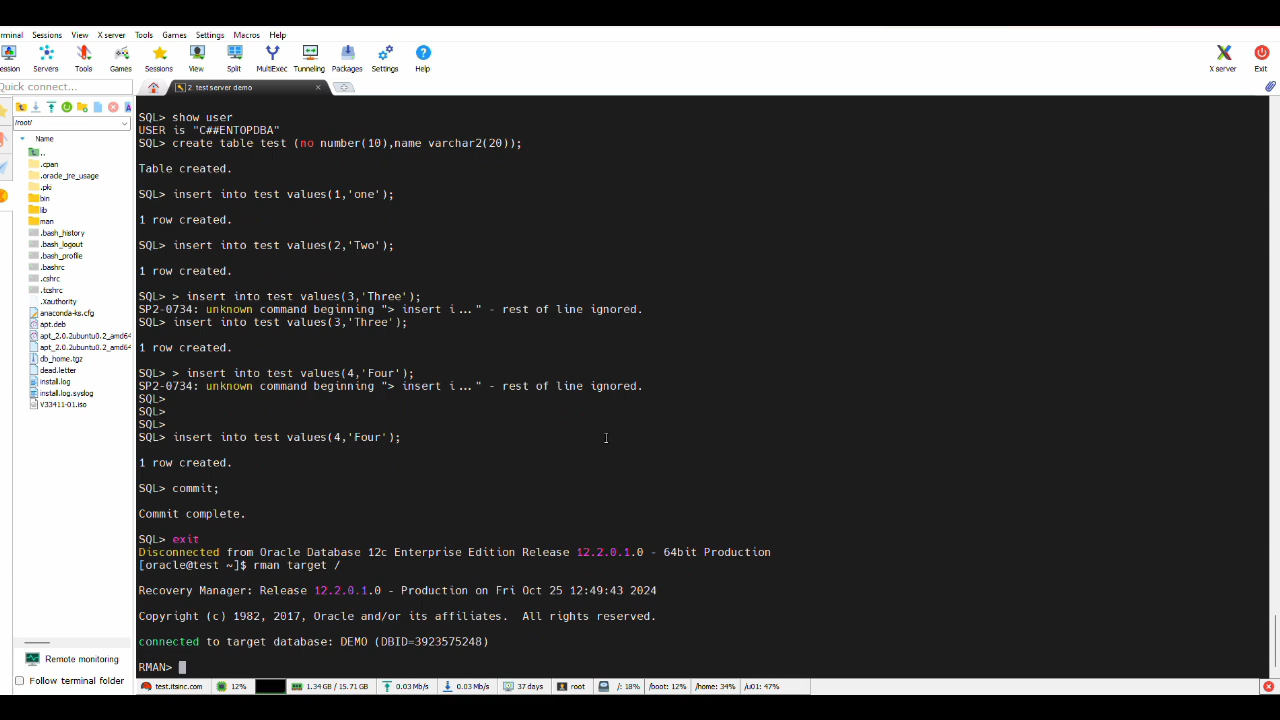 erminal Sessions View X server Tools Games Settings Macros Help
ession Servers Tools Games Sessions View Split MultiExec Tunneling Packages Settings Help X server Exit
Quick connect...
2. test server demo
/root/
Name
..
.cpan
.oracle_jre_usage
.pki
bin
lib
man
.bash_history
.bash_logout
.bash_profile
.bashrc
.cshrc
.tcshrc
.Xauthority
anaconda-ks.cfg
apt.deb
apt_2.0.2ubuntu0.2_amd64
apt_2.0.2ubuntu0.2_amd64
db_home.tgz
dead.letter
install.log
install.log.syslog
V33411-01.iso
Remote monitoring
Follow terminal folder
SQL> show user
USER is "C##ENTOPDBA"
SQL> create table test (no number(10),name varchar2(20));
Table created.
SQL> insert into test values(1,'one');
1 row created.
SQL> insert into test values(2,'Two');
1 row created.
SQL> > insert into test values(3,'Three');
SP2-0734: unknown command beginning "> insert i..." - rest of line ignored.
SQL> insert into test values(3,'Three');
1 row created.
SQL> > insert into test values(4,'Four');
SP2-0734: unknown command beginning "> insert i..." - rest of line ignored.
SQL>
SQL>
SQL>
SQL> insert into test values(4,'Four');
1 row created.
SQL> commit;
Commit complete.
SQL> exit
Disconnected from Oracle Database 12c Enterprise Edition Release 12.2.0.1.0 - 64bit Production
[oracle@test ~]$ rman target /
Recovery Manager: Release 12.2.0.1.0 - Production on Fri Oct 25 12:49:43 2024
Copyright (c) 1982, 2017, Oracle and/or its affiliates.  All rights reserved.
connected to target database: DEMO (DBID=3923575248)
RMAN>
test.itsinc.com 12% 1.34 GB / 15.71 GB 0.03 Mb/s 0.03 Mb/s 37 days root /: 18% /boot: 12% /home: 34% /u01: 47%